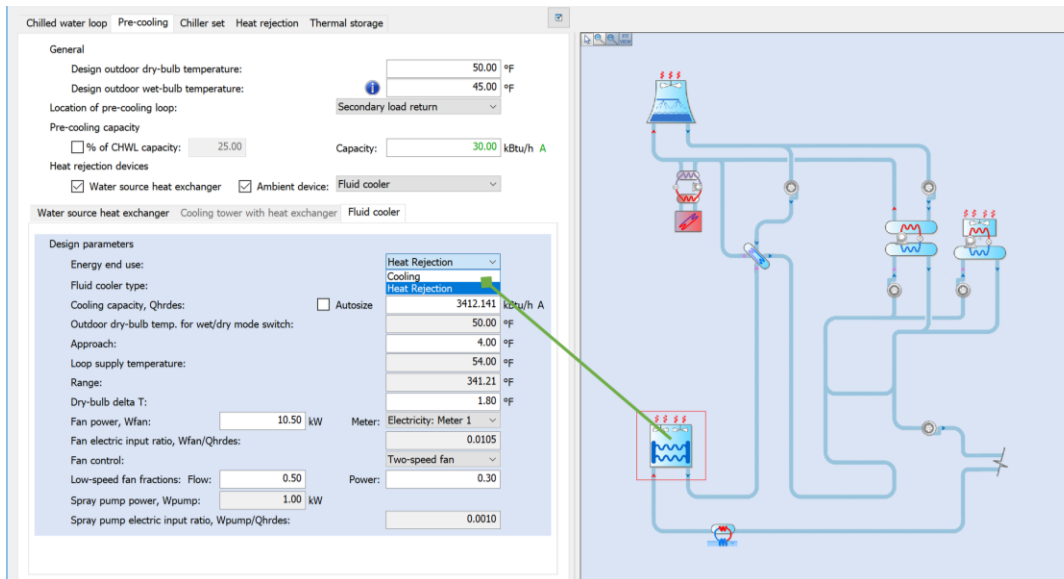 Chilled water loop Pre-cooling Chiller set Heat rejection Thermal storage
General
Design outdoor dry-bulb temperature: 50.00 °F
Design outdoor wet-bulb temperature: 45.00 °F
Location of pre-cooling loop: Secondary load return
Pre-cooling capacity
% of CHWL capacity: 25.00 Capacity: 30.00 kBtu/h A
Heat rejection devices
Water source heat exchanger Ambient device: Fluid cooler
Water source heat exchanger Cooling tower with heat exchanger Fluid cooler
Design parameters
Energy end use: Heat Rejection
Cooling
Fluid cooler type: Heat Rejection
Cooling capacity, Qhrdes: Autosize 3412.141 kBtu/h A
Outdoor dry-bulb temp. for wet/dry mode switch: 50.00 °F
Approach: 4.00 °F
Loop supply temperature: 54.00 °F
Range: 341.21 °F
Dry-bulb delta T: 1.80 °F
Fan power, Wfan: 10.50 kW Meter: Electricity: Meter 1
Fan electric input ratio, Wfan/Qhrdes: 0.0105
Fan control: Two-speed fan
Low-speed fan fractions: Flow: 0.50 Power: 0.30
Spray pump power, Wpump: 1.00 kW
Spray pump electric input ratio, Wpump/Qhrdes: 0.0010